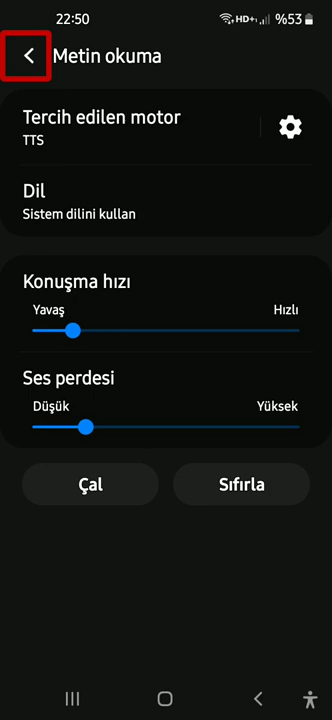 22:50
HD+
%53
Metin okuma
Tercih edilen motor
TTS
Dil
Sistem dilini kullan
Konuşma hızı
Yavaş Hızlı
Ses perdesi
Düşük Yüksek
Çal Sıfırla